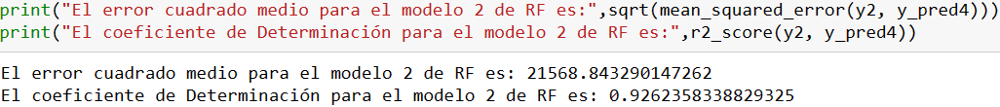 print("El error cuadrado medio para el modelo 2 de RF es:",sqrt(mean_squared_error(y2, y_pred4)))
print("El coeficiente de Determinación para el modelo 2 de RF es:",r2_score(y2, y_pred4))
El error cuadrado medio para el modelo 2 de RF es: 21568.843290147262
El coeficiente de Determinación para el modelo 2 de RF es: 0.9262358338829325